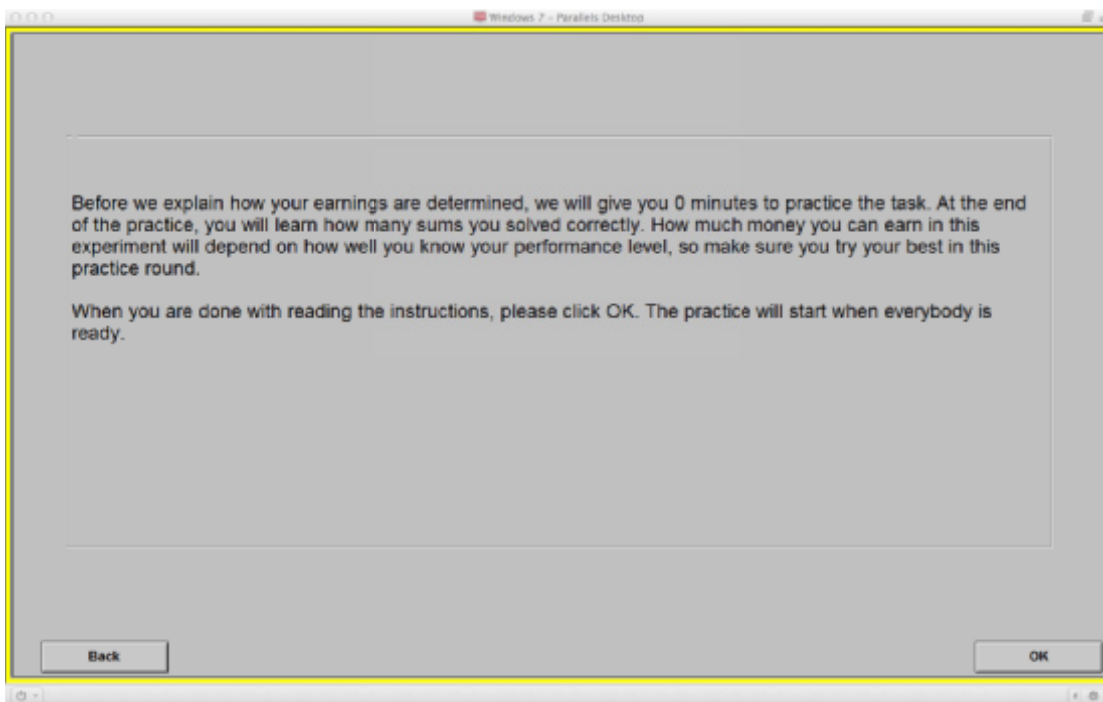 Windows 7 - Parallels Desktop
Before we explain how your earnings are determined, we will give you 0 minutes to practice the task. At the end
of the practice, you will learn how many sums you solved correctly. How much money you can earn in this
experiment will depend on how well you know your performance level, so make sure you try your best in this
practice round.
When you are done with reading the instructions, please click OK. The practice will start when everybody is
ready.
Back
OK